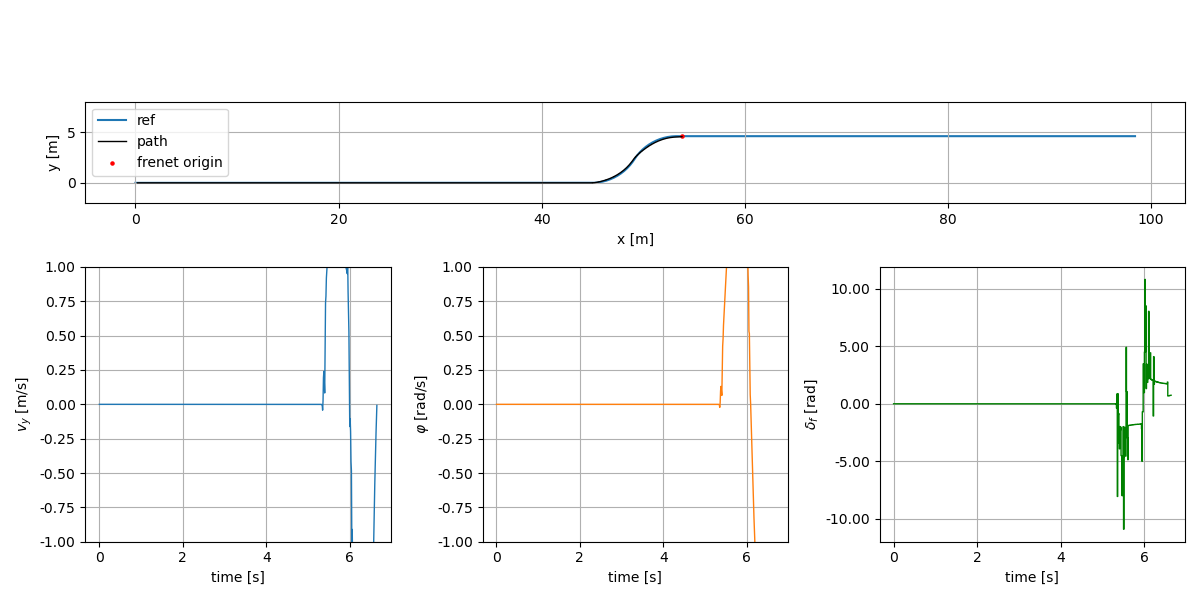 y [m]
5
0
ref
path
frenet origin
0 20 40 60 80 100
x [m]
v_y [m/s]
1.00
0.75
0.50
0.25
0.00
-0.25
-0.50
-0.75
-1.00
0 2 4 6
time [s]
φ [rad/s]
1.00
0.75
0.50
0.25
0.00
-0.25
-0.50
-0.75
-1.00
0 2 4 6
time [s]
δ_f [rad]
10.00
5.00
0.00
-5.00
-10.00
0 2 4 6
time [s]